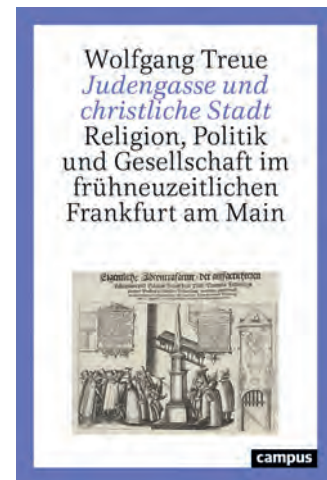 Wolfgang Treue
Judengasse und
christliche Stadt
Religion, Politik
und Gesellschaft im
frühneuzeitlichen
Frankfurt am Main
campus